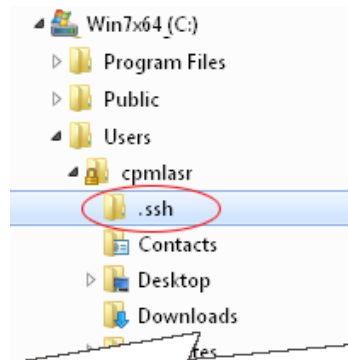 Win7x64 (C:)
Program Files
Public
Users
cpmlasr
.ssh
Contacts
Desktop
Downloads